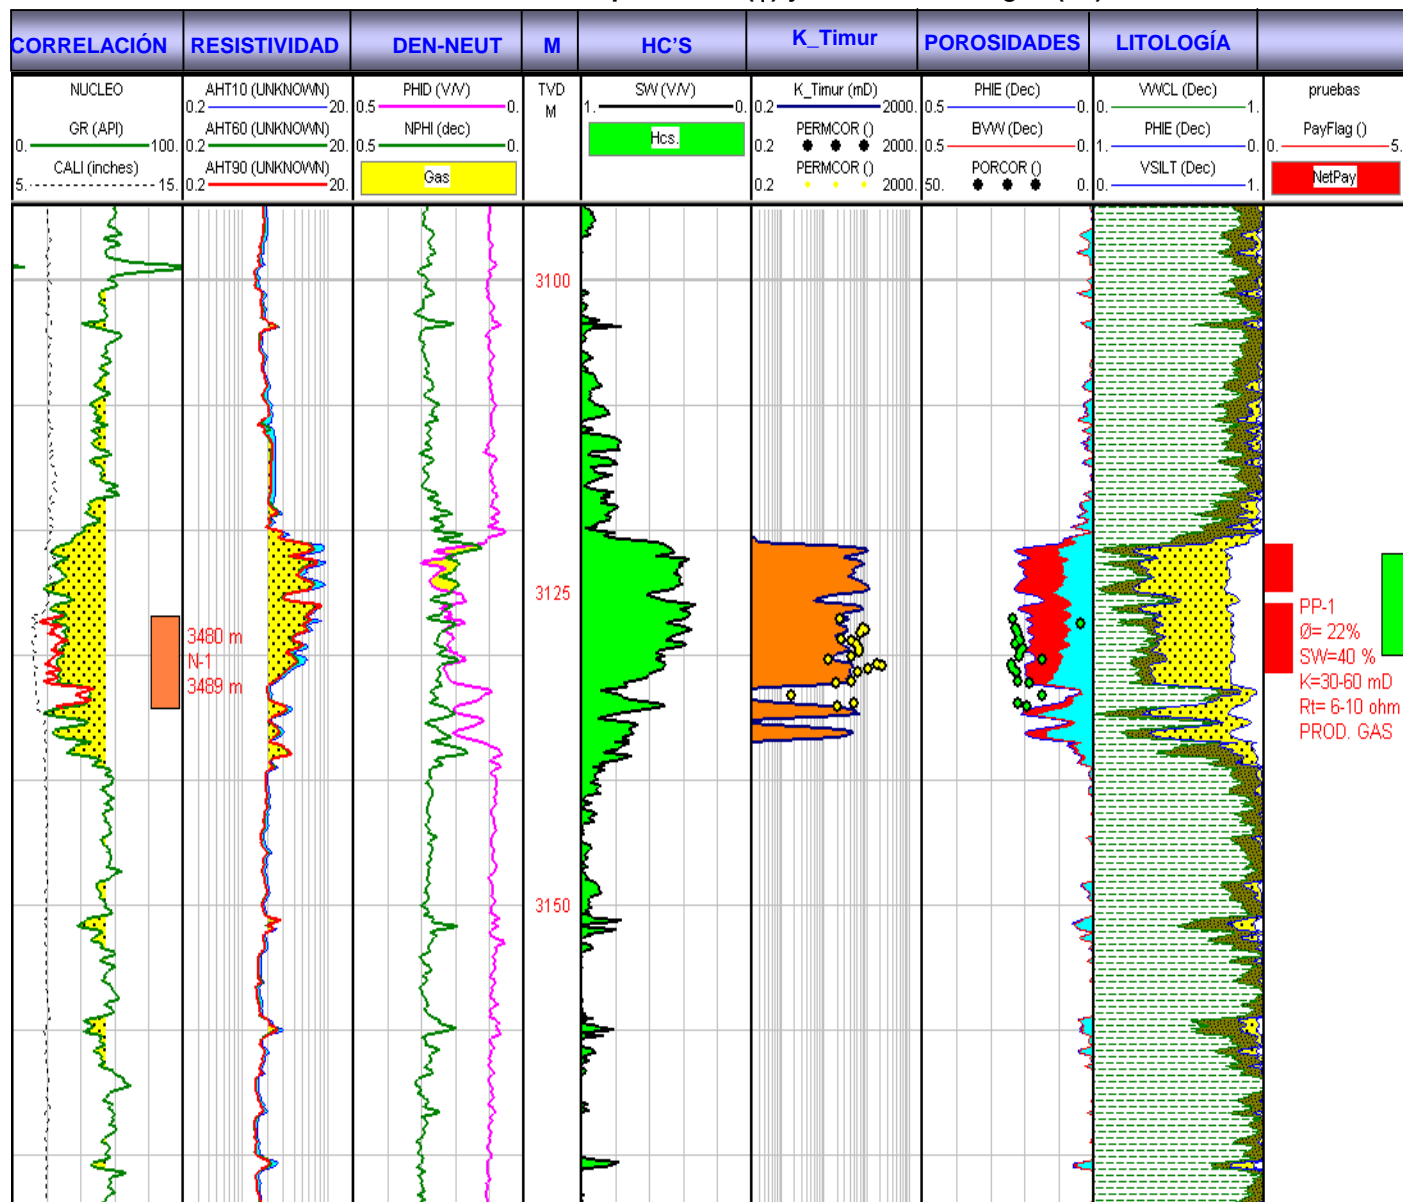 CORRELACIÓN RESISTIVIDAD DEN-NEUT M HC'S K_Timur POROSIDADES LITOLOGÍA
NUCLEO
GR (API)
0. 100.
CALI (inches)
5. 15.
AHT10 (UNKNOWN)
0.2 20.
AHT60 (UNKNOWN)
0.2 20.
AHT90 (UNKNOWN)
0.2 20.
PHID (V/V)
0.5 0.
NPHI (dec)
0.5 0.
Gas
TVD
M
SW (V/V)
1. 0.
Hcs.
K_Timur (mD)
0.2 2000.
PERMCOR ()
0.2 2000.
PERMCOR ()
0.2 2000.
PHIE (Dec)
0.5 0.
BVW (Dec)
0.5 0.
PORCOR ()
50. 0.
VWCL (Dec)
0. 1.
PHIE (Dec)
1. 0.
VSILT (Dec)
0. 1.
pruebas
PayFlag ()
0. 5.
NetPay
3100
3125
3150
3480 m
N-1
3489 m
PP-1
Ø= 22%
SW=40 %
K=30-60 mD
Rt= 6-10 ohm
PROD. GAS